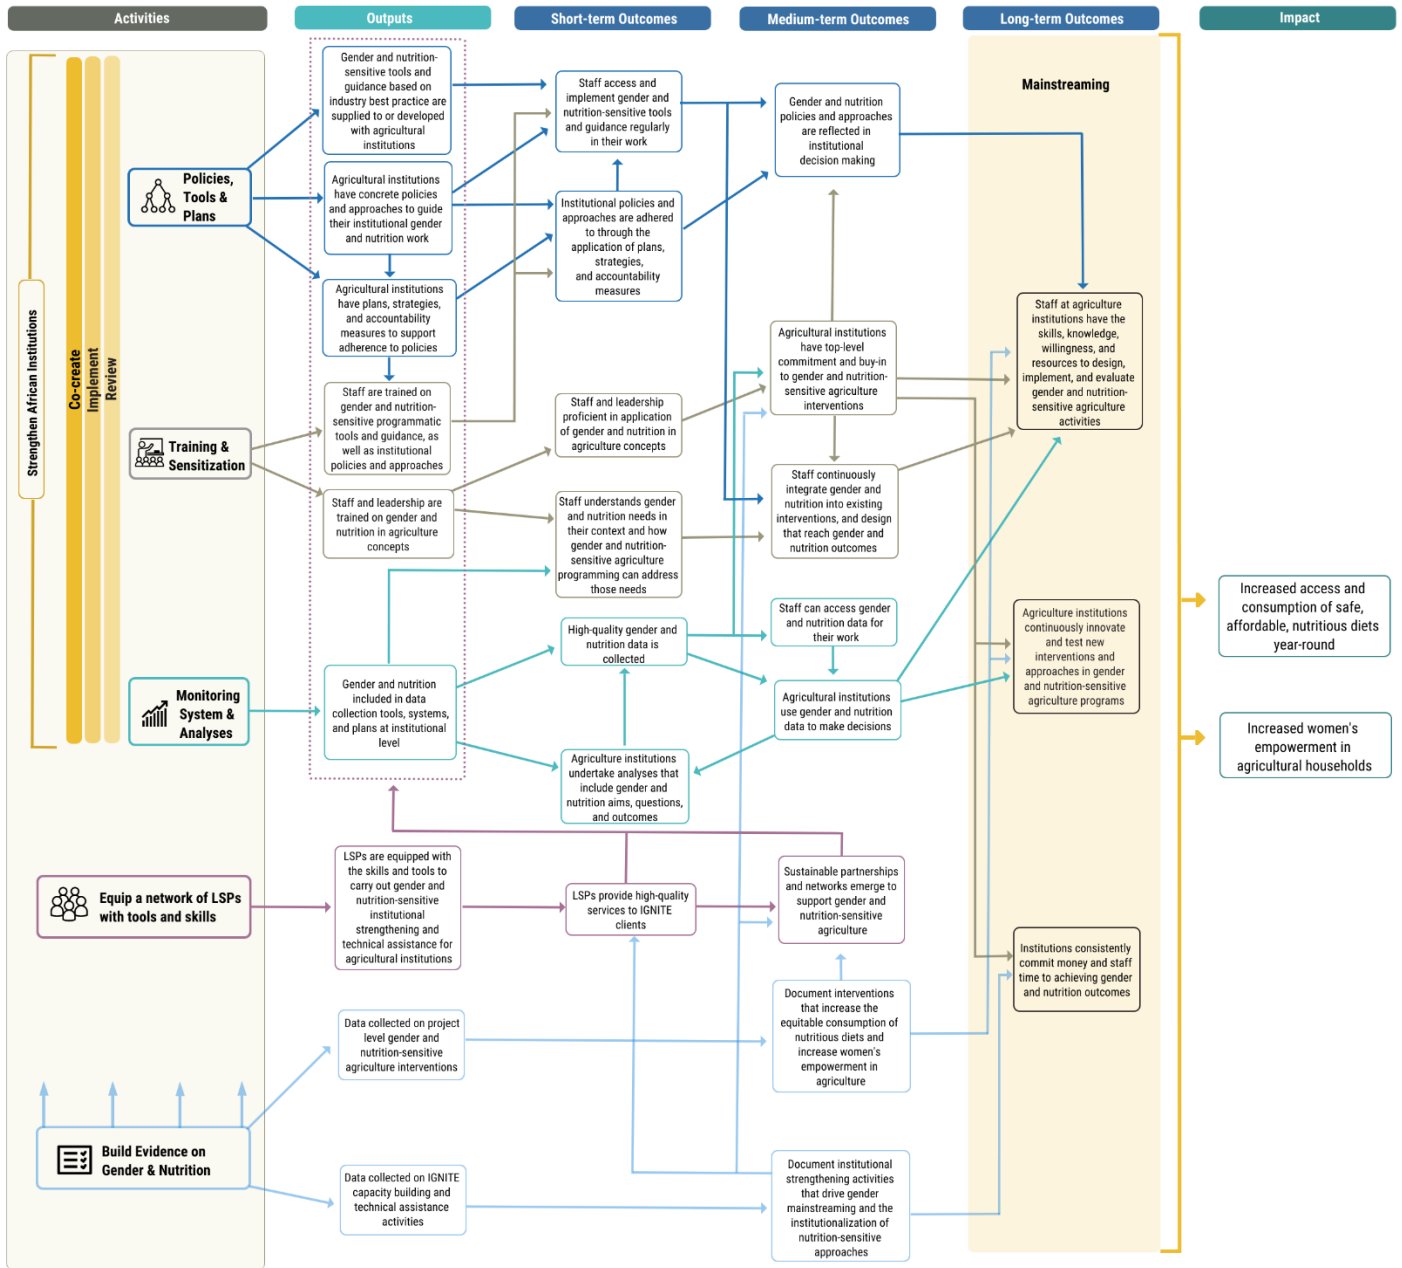 Activities
Outputs
Short-term Outcomes
Medium-term Outcomes
Long-term Outcomes
Impact
Strengthen African Institutions
Co-create
Implement
Review
Policies,
Tools &
Plans
Training &
Sensitization
Monitoring
System &
Analyses
Equip a network of LSPs
with tools and skills
Build Evidence on
Gender & Nutrition
Gender and nutrition-
sensitive tools and
guidance based on
industry best practice are
supplied to or developed
with agricultural
institutions
Agricultural institutions
have concrete policies
and approaches to guide
their institutional gender
and nutrition work
Agricultural institutions
have plans, strategies,
and accountability
measures to support
adherence to policies
Staff are trained on
gender and nutrition-
sensitive programmatic
tools and guidance, as
well as institutional
policies and approaches
Staff and leadership are
trained on gender and
nutrition in agriculture
concepts
Gender and nutrition
included in data
collection tools, systems,
and plans at institutional
level
LSPs are equipped with
the skills and tools to
carry out gender and
nutrition-sensitive
institutional
strengthening and
technical assistance for
agricultural institutions
Data collected on project
level gender and
nutrition-sensitive
agriculture interventions
Data collected on IGNITE
capacity building and
technical assistance
activities
Staff access and
implement gender and
nutrition-sensitive tools
and guidance regularly
in their work
Institutional policies and
approaches are adhered
to through the
application of plans,
strategies,
and accountability
measures
Staff and leadership
proficient in application
of gender and nutrition in
agriculture concepts
Staff understands gender
and nutrition needs in
their context and how
gender and nutrition-
sensitive agriculture
programming can address
those needs
High-quality gender and
nutrition data is
collected
Agriculture institutions
undertake analyses that
include gender and
nutrition aims, questions,
and outcomes
LSPs provide high-quality
services to IGNITE
clients
Gender and nutrition
policies and approaches
are reflected in
institutional
decision making
Agricultural institutions
have top-level
commitment and buy-in
to gender and nutrition-
sensitive agriculture
interventions
Staff continuously
integrate gender and
nutrition into existing
interventions, and design
that reach gender and
nutrition outcomes
Staff can access gender
and nutrition data for
their work
Agricultural institutions
use gender and nutrition
data to make decisions
Sustainable partnerships
and networks emerge to
support gender and
nutrition-sensitive
agriculture
Document interventions
that increase the
equitable consumption of
nutritious diets and
increase women's
empowerment in
agriculture
Document institutional
strengthening activities
that drive gender
mainstreaming and the
institutionalization of
nutrition-sensitive
approaches
Mainstreaming
Staff at agriculture
institutions have the
skills, knowledge,
willingness, and
resources to design,
implement, and evaluate
gender and nutrition-
sensitive agriculture
activities
Agriculture institutions
continuously innovate
and test new
interventions and
approaches in gender
and nutrition-sensitive
agriculture programs
Institutions consistently
commit money and staff
time to achieving gender
and nutrition outcomes
Increased access and
consumption of safe,
affordable, nutritious diets
year-round
Increased women's
empowerment in
agricultural households